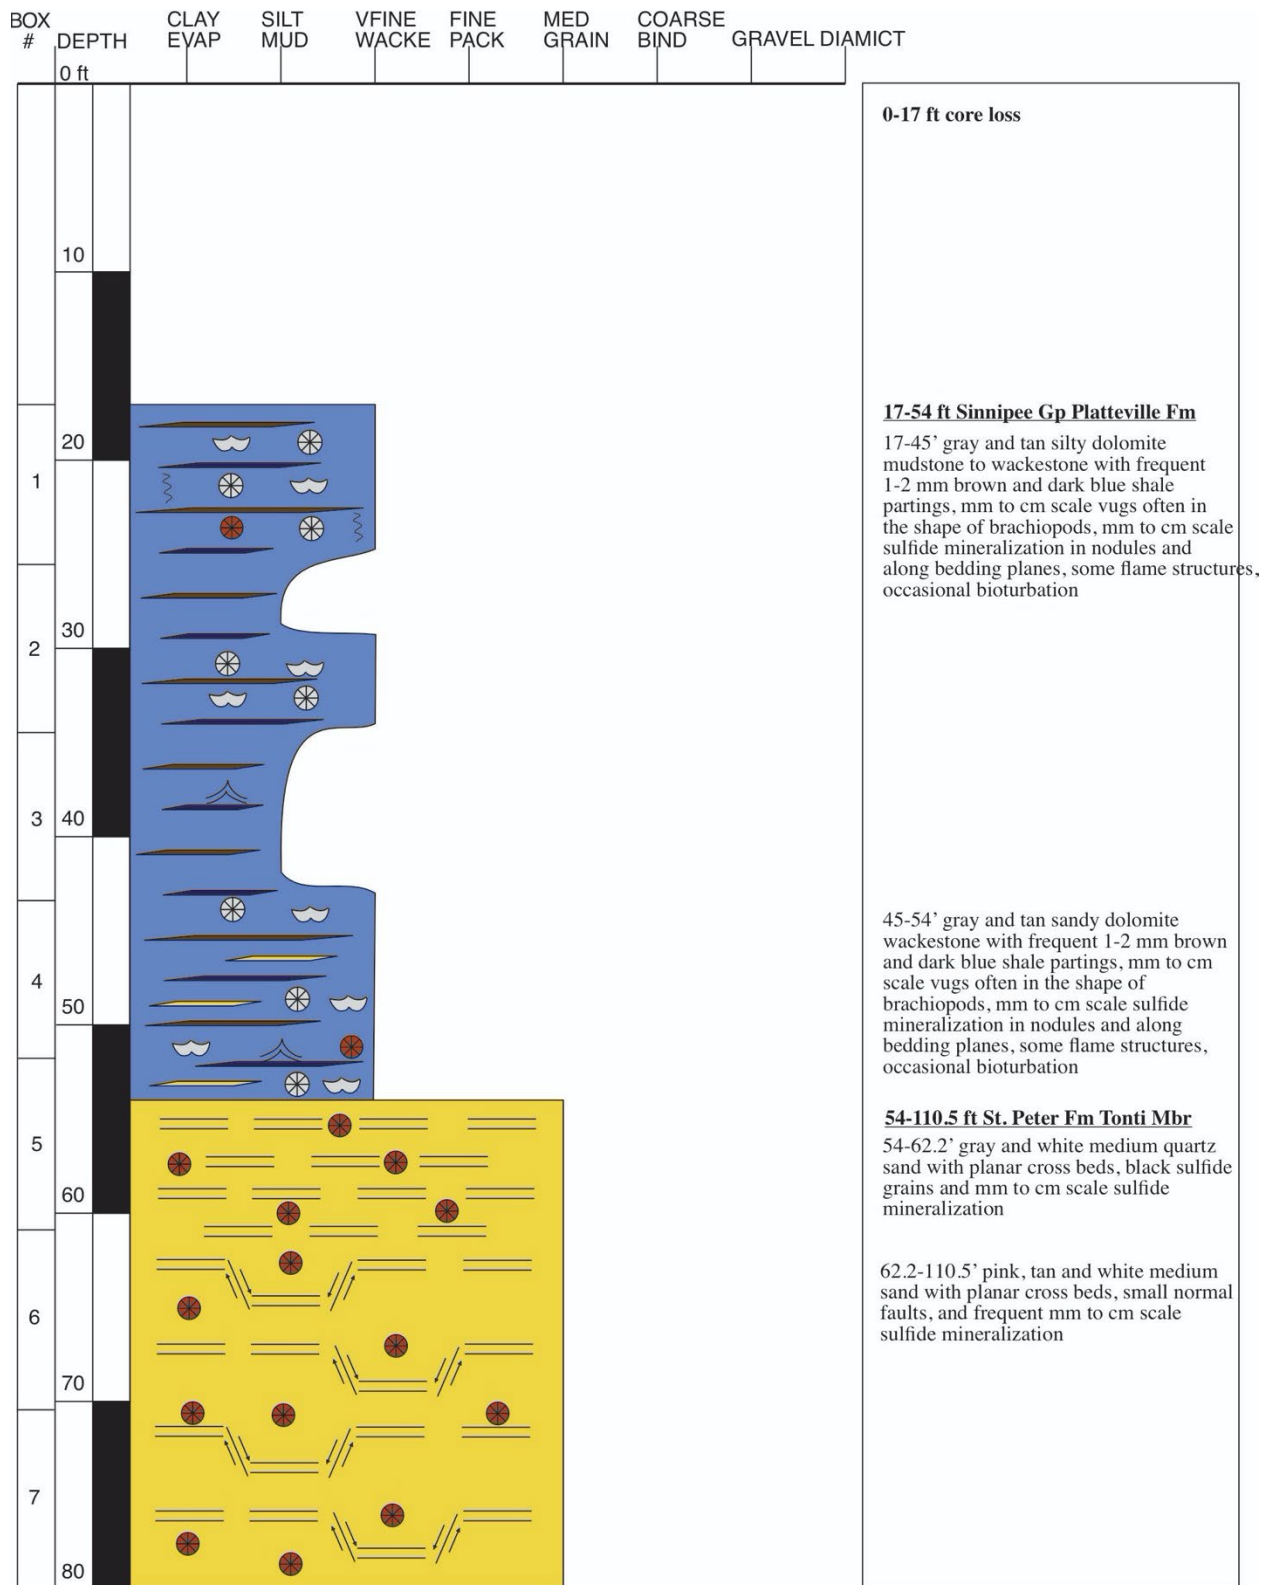 BOX CLAY SILT VFINE FINE MED COARSE
# DEPTH EVAP MUD WACKE PACK GRAIN BIND GRAVEL DIAMICT
0 ft
0-17 ft core loss
10
17-54 ft Sinnipee Gp Platteville Fm
20
17-45' gray and tan silty dolomite
mudstone to wackestone with frequent
1
1-2 mm brown and dark blue shale
partings, mm to cm scale vugs often in
the shape of brachiopods, mm to cm scale
sulfide mineralization in nodules and
along bedding planes, some flame structures,
occasional bioturbation
30
2
40
3
45-54' gray and tan sandy dolomite
wackestone with frequent 1-2 mm brown
and dark blue shale partings, mm to cm
4
scale vugs often in the shape of
50
brachiopods, mm to cm scale sulfide
mineralization in nodules and along
bedding planes, some flame structures,
occasional bioturbation
54-110.5 ft St. Peter Fm Tonti Mbr
5
54-62.2' gray and white medium quartz
sand with planar cross beds, black sulfide
60
grains and mm to cm scale sulfide
mineralization
62.2-110.5' pink, tan and white medium
sand with planar cross beds, small normal
6
faults, and frequent mm to cm scale
sulfide mineralization
70
7
80